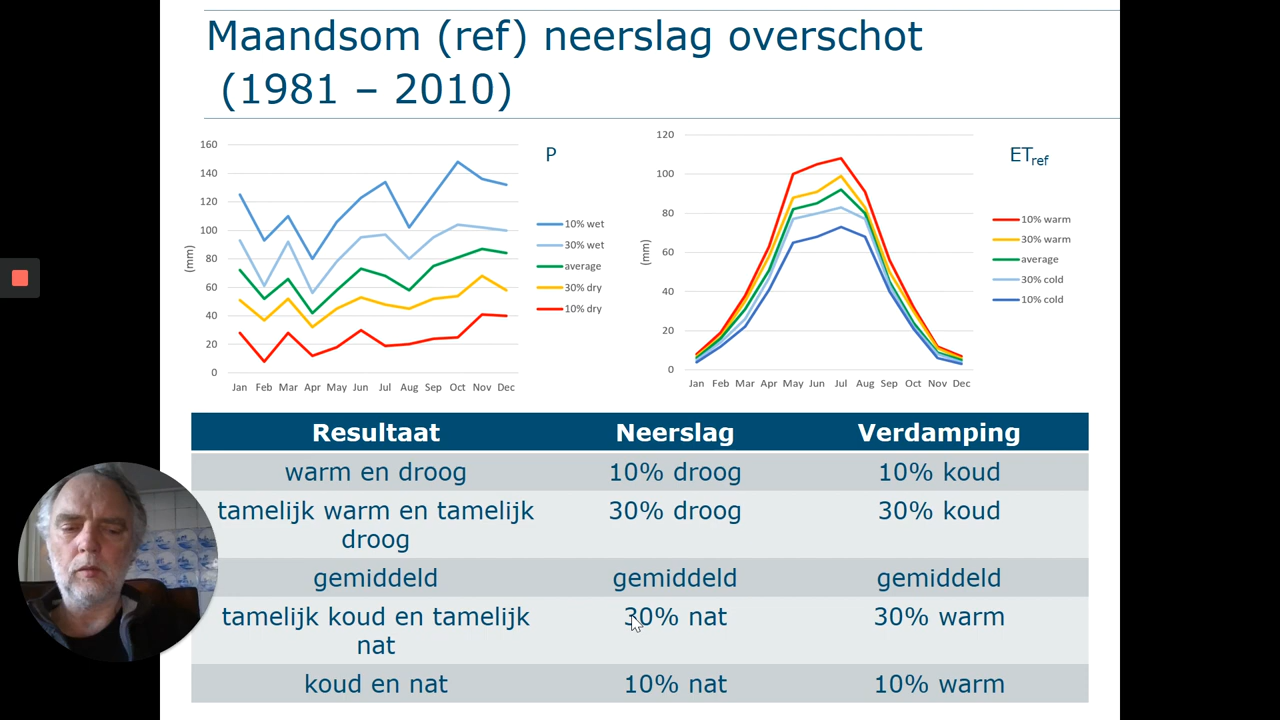 Maandsom (ref) neerslag overschot
(1981 – 2010)
160
140
120
100
80
60
40
20
0
(mm)
Jan Feb Mar Apr May Jun Jul Aug Sep Oct Nov Dec
P
10% wet
30% wet
average
30% dry
10% dry
120
100
80
60
40
20
0
(mm)
Jan Feb Mar Apr May Jun Jul Aug Sep Oct Nov Dec
ETref
10% warm
30% warm
average
30% cold
10% cold
Resultaat Neerslag Verdamping
warm en droog 10% droog 10% koud
tamelijk warm en tamelijk 30% droog 30% koud
droog
gemiddeld gemiddeld gemiddeld
tamelijk koud en tamelijk 30% nat 30% warm
nat
koud en nat 10% nat 10% warm